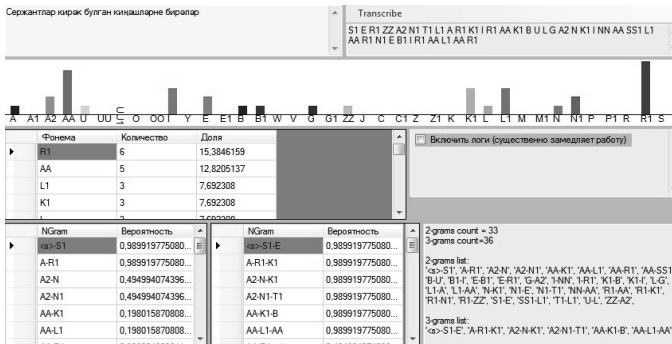 Сержантлар кирәк булган киңәшләрне бирәләр
Transcribe
S1 E R1 ZZ A2 N1 T1 L1 A R1 K1 I R1 AA K1 B U L G A2 N K1 I NN AA SS1 L1
AA R1 N1 E B1 I R1 AA L1 AA R1
A A1 A2 AA U UU U1 O OO I Y E E1 B B1 W V G G1 ZZ J C C1 Z Z1 K K1 L L1 M M1 N N1 P P1 R R1 S
Фонема Количество Доля
R1 6 15,3846159
AA 5 12,8205137
L1 3 7,692308
K1 3 7,692308
Включить логи (существенно замедляет работу)
NGram Вероятность
<s>-S1 0,989919775080...
A-R1 0,989919775080...
A2-N 0,494994074396...
A2-N1 0,494994074396...
AA-K1 0,198015870808...
AA-L1 0,198015870808...
NGram Вероятность
<s>-S1-E 0,989919775080...
A-R1-K1 0,989919775080...
A2-N-K1 0,989919775080...
A2-N1-T1 0,989919775080...
AA-K1-B 0,989919775080...
AA-L1-AA 0,989919775080...
2-grams count = 33
3-grams count=36
2-grams list:
'<s>-S1', 'A-R1', 'A2-N', 'A2-N1', 'AA-K1', 'AA-L1', 'AA-R1', 'AA-SS1
'B-U', 'B1-I', 'E-B1', 'E-R1', 'G-A2', 'I-NN', 'I-R1', 'K1-B', 'K1-I', 'L-G',
'L1-A', 'L1-AA', 'N-K1', 'N1-E', 'N1-T1', 'NN-AA', 'R1-AA', 'R1-K1',
'R1-N1', 'R1-ZZ', 'S1-E', 'SS1-L1', 'T1-L1', 'U-L', 'ZZ-A2',
3-grams list:
'<s>-S1-E', 'A-R1-K1', 'A2-N-K1', 'A2-N1-T1', 'AA-K1-B', 'AA-L1-AA'